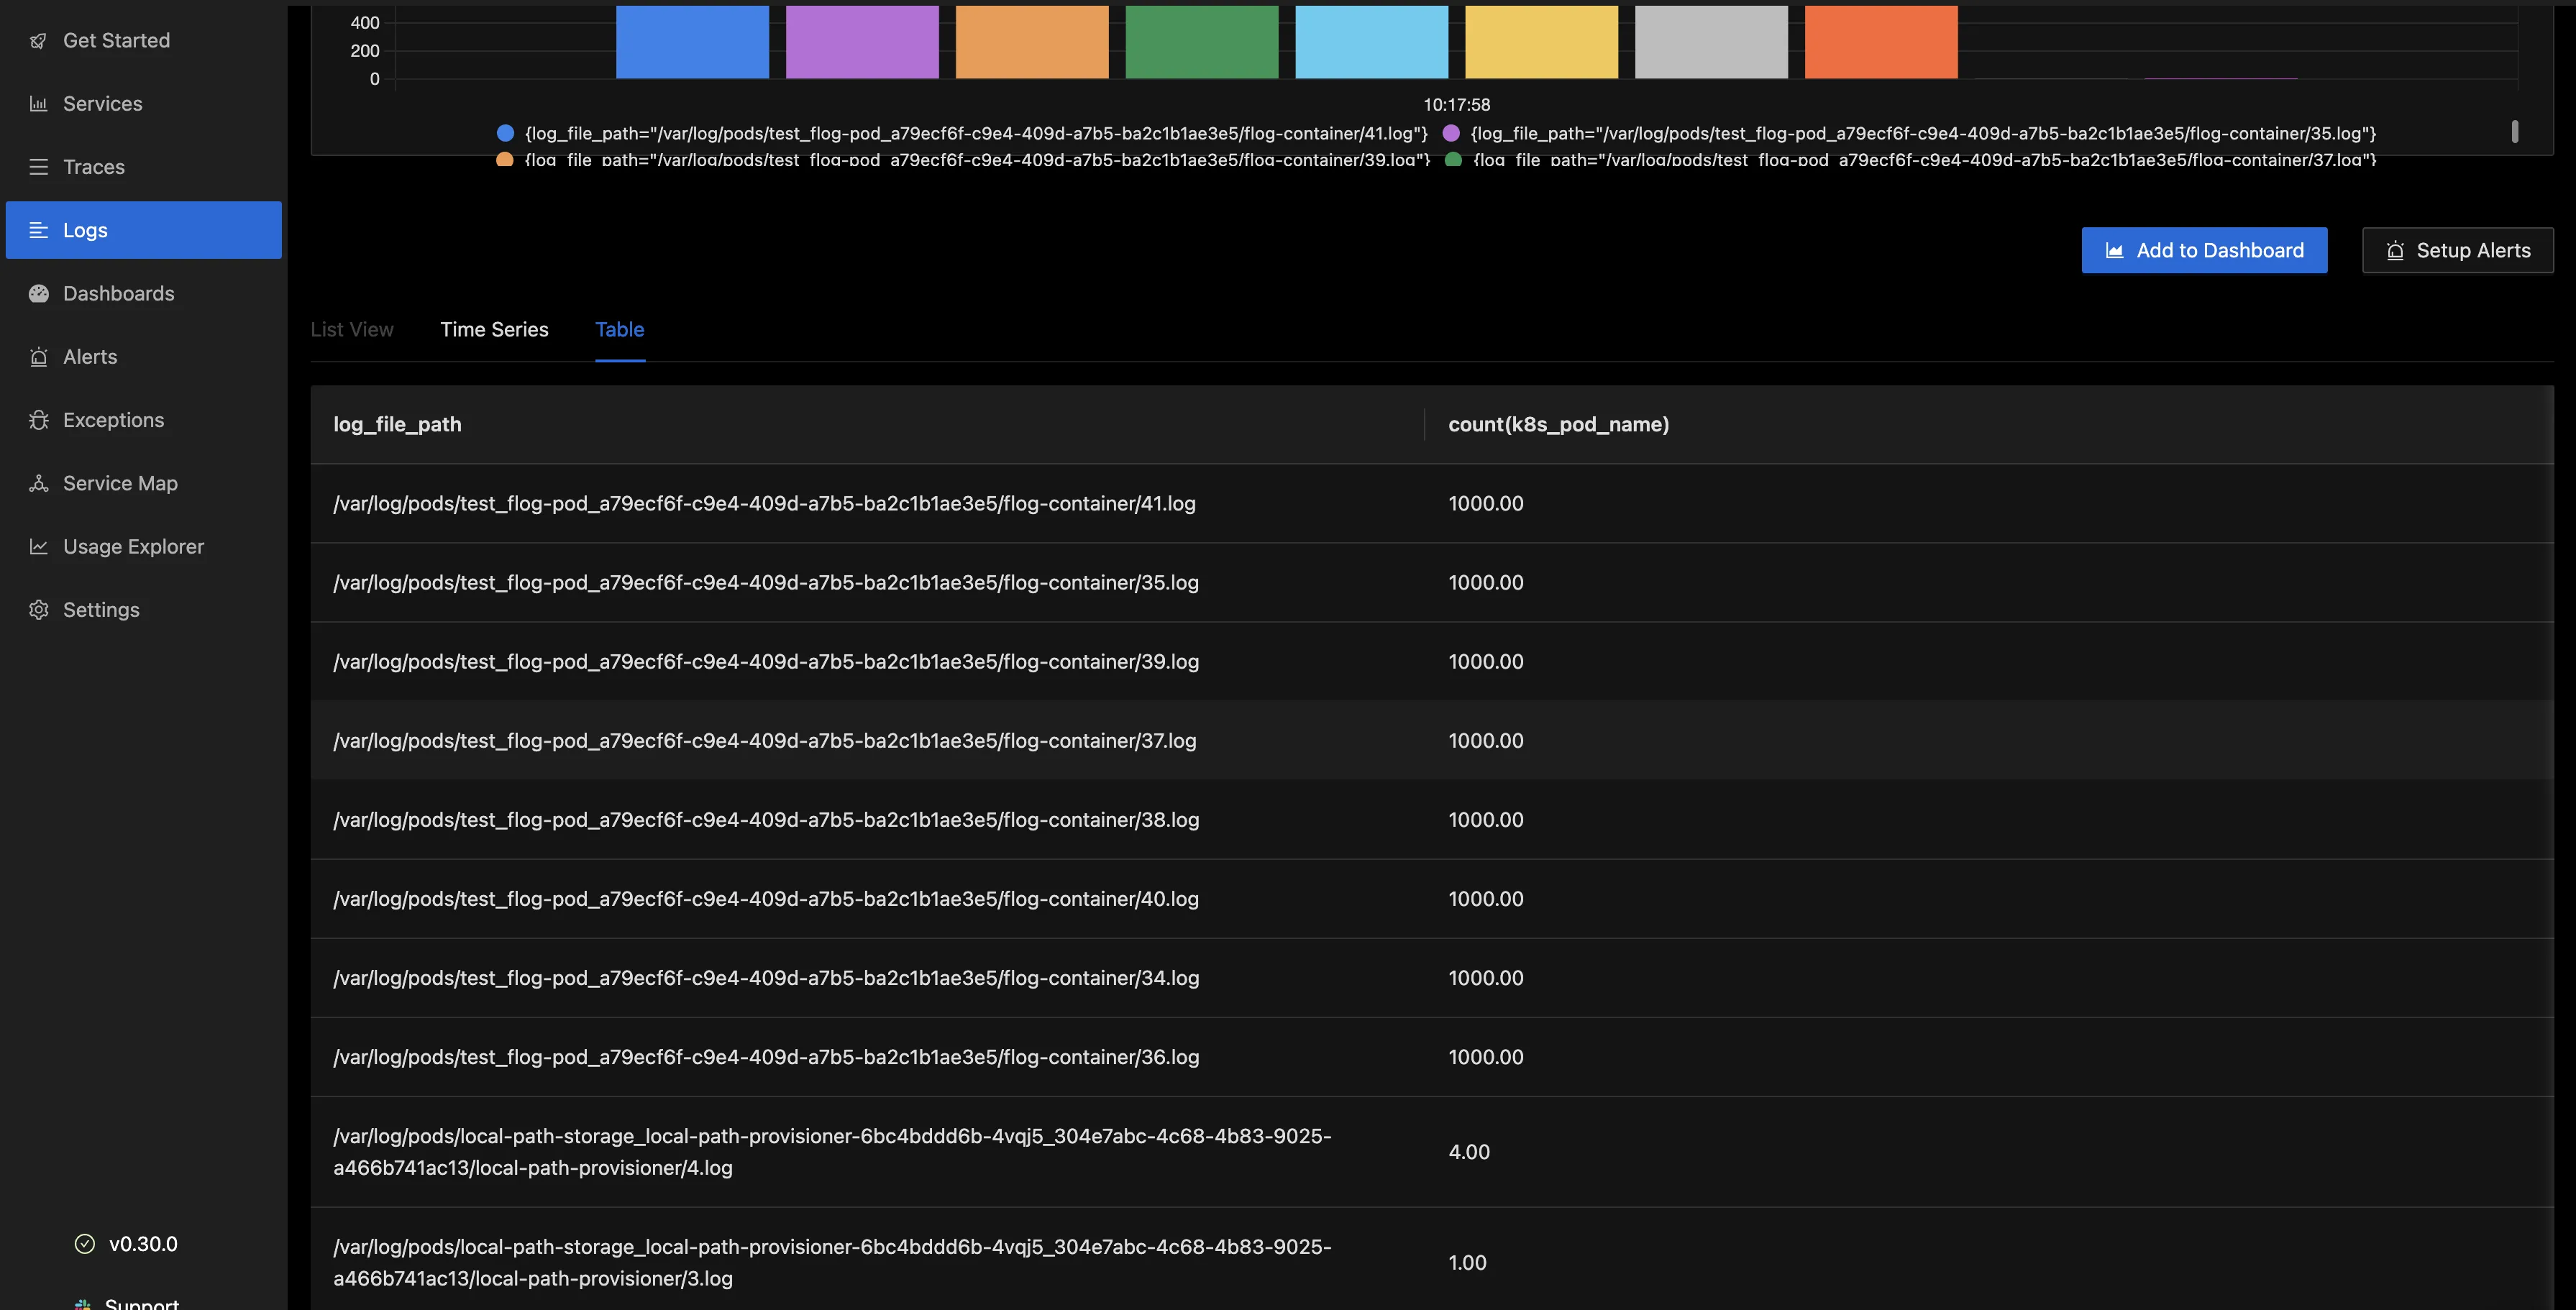 Get Started
Services
Traces
Logs
Dashboards
Alerts
Exceptions
Service Map
Usage Explorer
Settings
v0.30.0
Support
400
200
0
10:17:58
{log_file_path="/var/log/pods/test_flog-pod_a79ecf6f-c9e4-409d-a7b5-ba2c1b1ae3e5/flog-container/41.log"}
{log_file_path="/var/log/pods/test_flog-pod_a79ecf6f-c9e4-409d-a7b5-ba2c1b1ae3e5/flog-container/35.log"}
{log_file_path="/var/log/pods/test_flog-pod_a79ecf6f-c9e4-409d-a7b5-ba2c1b1ae3e5/flog-container/39.log"}
{log_file_path="/var/log/pods/test_flog-pod_a79ecf6f-c9e4-409d-a7b5-ba2c1b1ae3e5/flog-container/37.log"}
Add to Dashboard
Setup Alerts
List View Time Series Table
log_file_path count(k8s_pod_name)
/var/log/pods/test_flog-pod_a79ecf6f-c9e4-409d-a7b5-ba2c1b1ae3e5/flog-container/41.log 1000.00
/var/log/pods/test_flog-pod_a79ecf6f-c9e4-409d-a7b5-ba2c1b1ae3e5/flog-container/35.log 1000.00
/var/log/pods/test_flog-pod_a79ecf6f-c9e4-409d-a7b5-ba2c1b1ae3e5/flog-container/39.log 1000.00
/var/log/pods/test_flog-pod_a79ecf6f-c9e4-409d-a7b5-ba2c1b1ae3e5/flog-container/37.log 1000.00
/var/log/pods/test_flog-pod_a79ecf6f-c9e4-409d-a7b5-ba2c1b1ae3e5/flog-container/38.log 1000.00
/var/log/pods/test_flog-pod_a79ecf6f-c9e4-409d-a7b5-ba2c1b1ae3e5/flog-container/40.log 1000.00
/var/log/pods/test_flog-pod_a79ecf6f-c9e4-409d-a7b5-ba2c1b1ae3e5/flog-container/34.log 1000.00
/var/log/pods/test_flog-pod_a79ecf6f-c9e4-409d-a7b5-ba2c1b1ae3e5/flog-container/36.log 1000.00
/var/log/pods/local-path-storage_local-path-provisioner-6bc4bddd6b-4vqj5_304e7abc-4c68-4b83-9025-
a466b741ac13/local-path-provisioner/4.log
4.00
/var/log/pods/local-path-storage_local-path-provisioner-6bc4bddd6b-4vqj5_304e7abc-4c68-4b83-9025-
a466b741ac13/local-path-provisioner/3.log
1.00